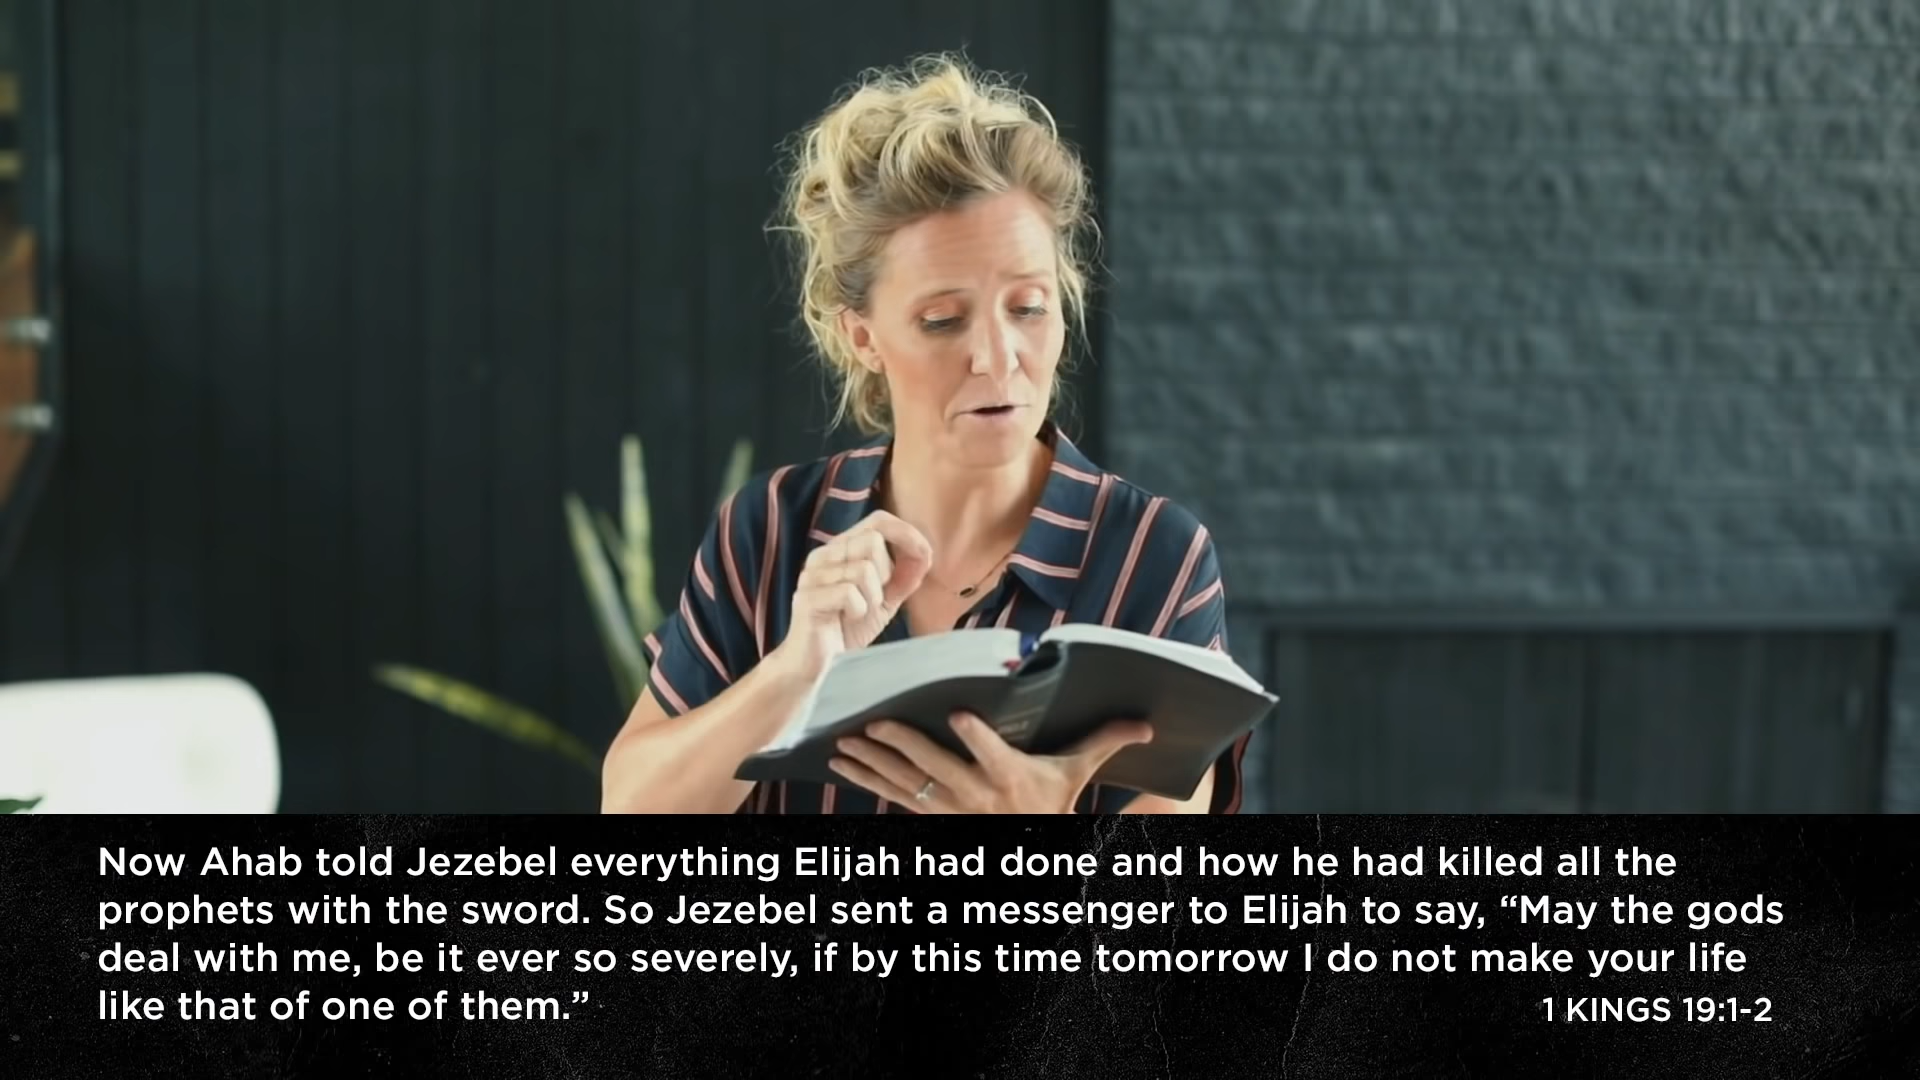 Now Ahab told Jezebel everything Elijah had done and how he had killed all the
prophets with the sword. So Jezebel sent a messenger to Elijah to say, “May the gods
deal with me, be it ever so severely, if by this time tomorrow I do not make your life
like that of one of them.”
1 KINGS 19:1-2